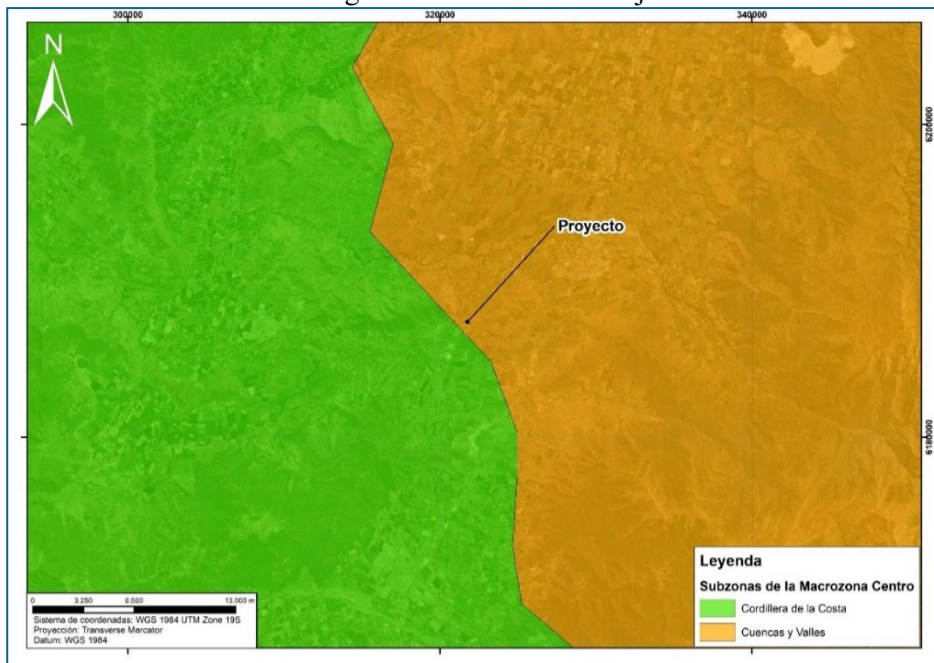 300000
320000
340000
N
6200000
Proyecto
6180000
Leyenda
Subzonas de la Macrozona Centro
Cordillera de la Costa
Cuencas y Valles
0 3.250 6.500 13.000 m
Sistema de coordenadas: WGS 1984 UTM Zone 19S
Proyección: Transverse Mercator
Datum: WGS 1984